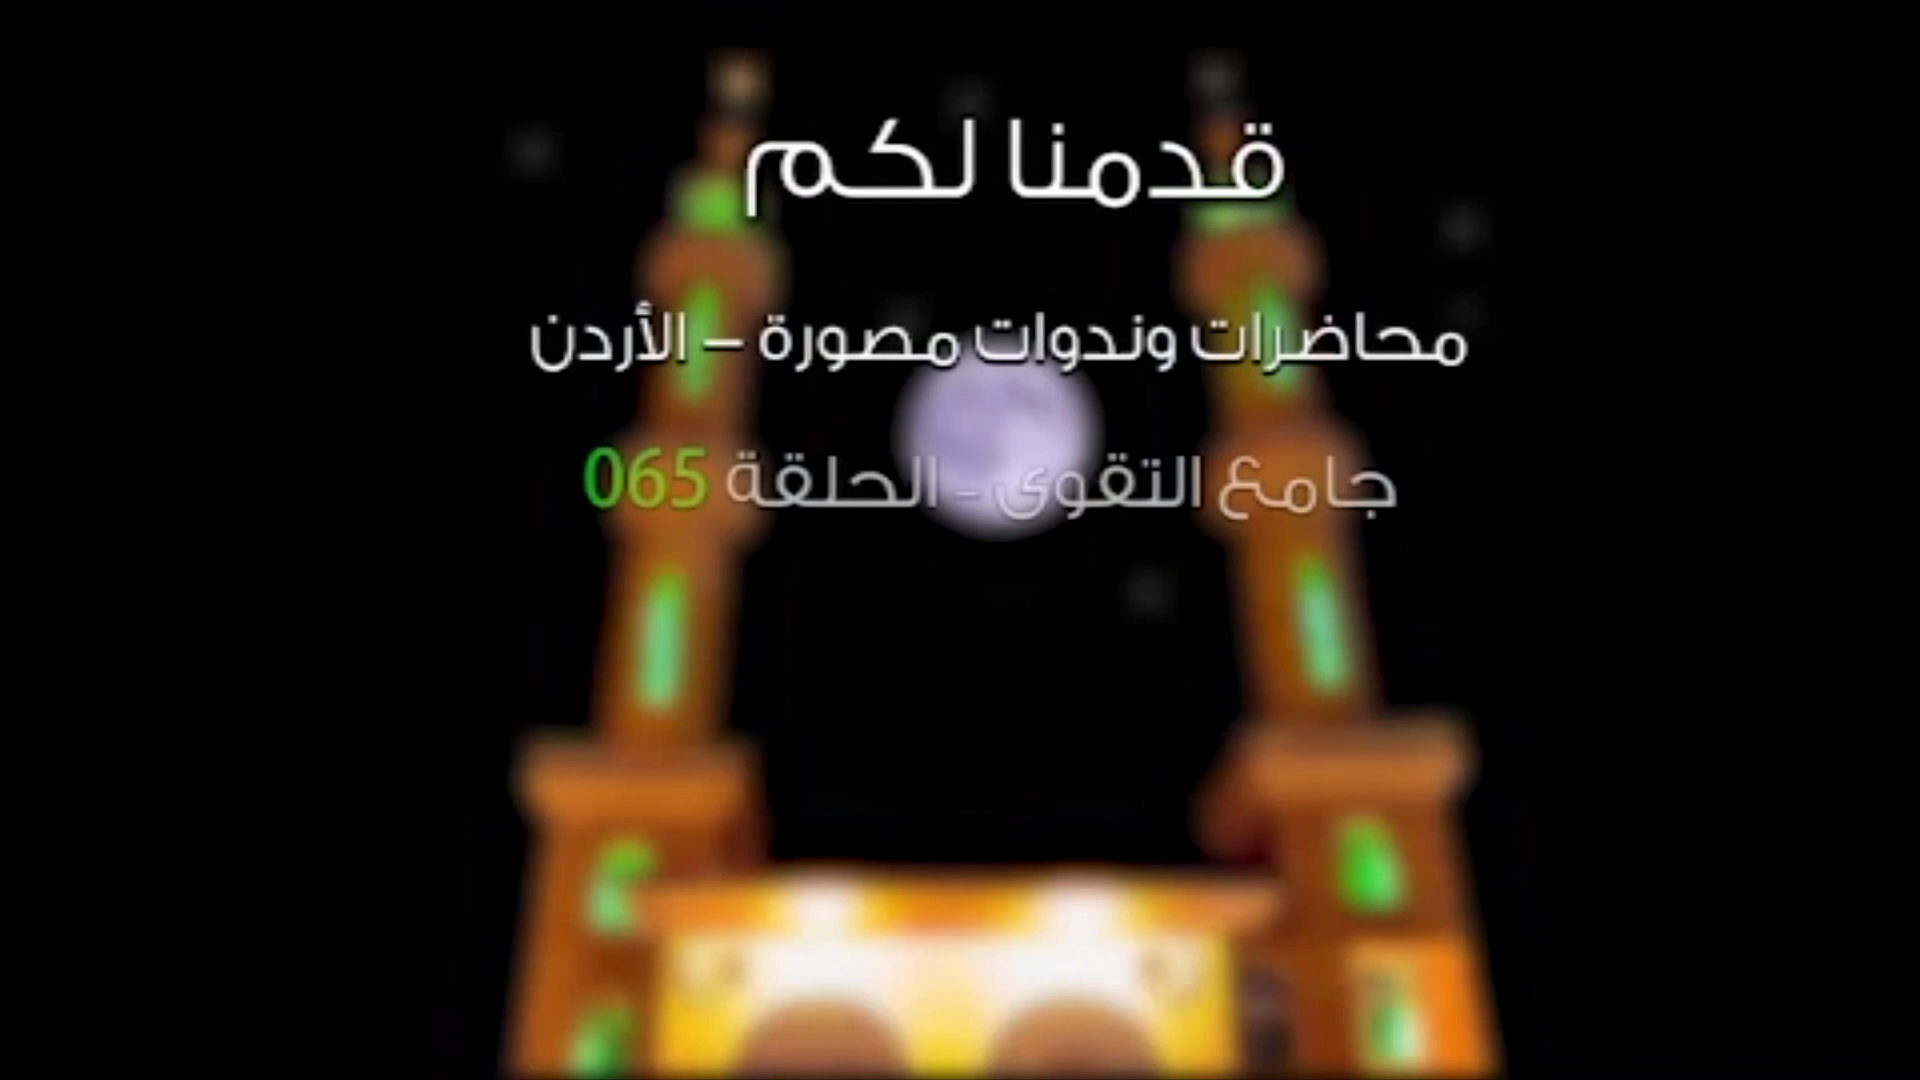 قدمنا لكم
محاضرات وندوات مصورة – الأردن
جامع التقوى - الحلقة 065